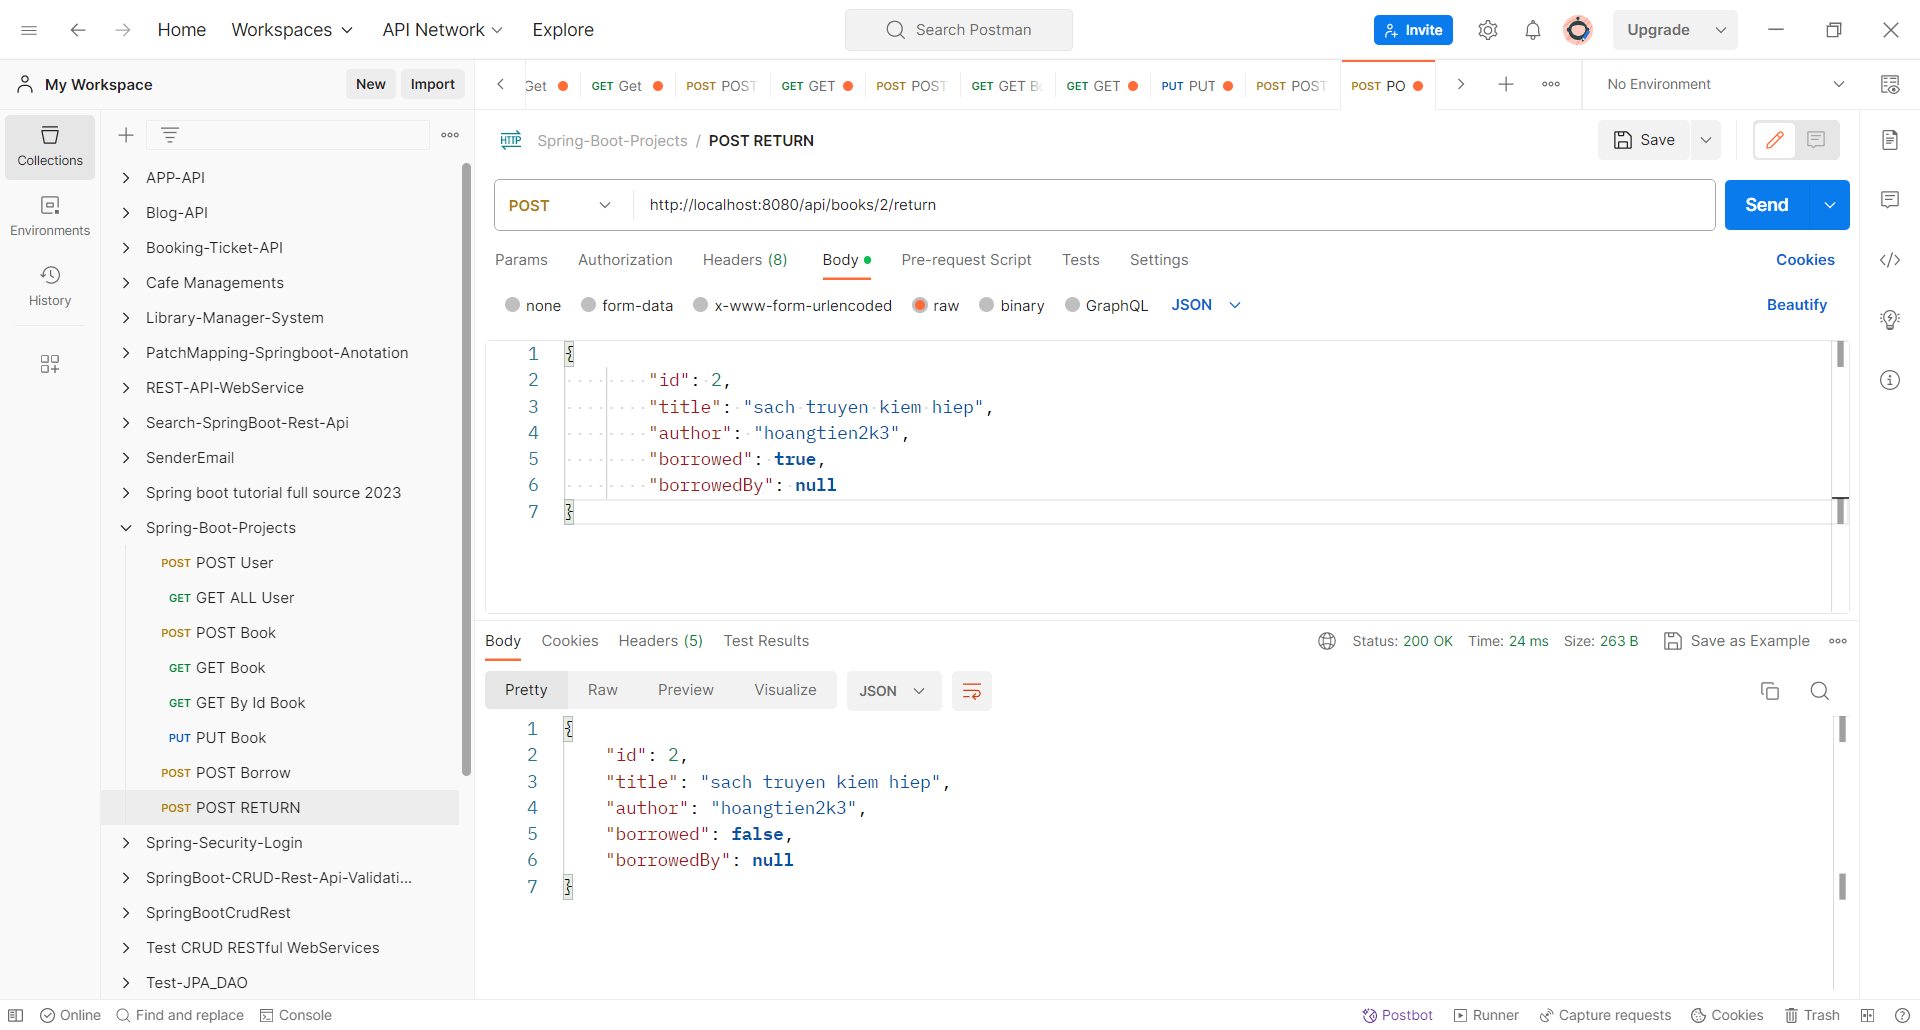 Home Workspaces API Network Explore Search Postman Invite Upgrade
My Workspace New Import Get GET Get POST POST GET GET POST POST GET GET Bo GET GET PUT PUT POST POST POST PO No Environment
Collections
Environments
History
APP-API
Blog-API
Booking-Ticket-API
Cafe Managements
Library-Manager-System
PatchMapping-Springboot-Anotation
REST-API-WebService
Search-SpringBoot-Rest-Api
SenderEmail
Spring boot tutorial full source 2023
Spring-Boot-Projects
POST POST User
GET GET ALL User
POST POST Book
GET GET Book
GET GET By Id Book
PUT PUT Book
POST POST Borrow
POST POST RETURN
Spring-Security-Login
SpringBoot-CRUD-Rest-Api-Validati...
SpringBootCrudRest
Test CRUD RESTful WebServices
Test-JPA_DAO
HTTP Spring-Boot-Projects / POST RETURN Save
POST http://localhost:8080/api/books/2/return Send
Params Authorization Headers (8) Body Pre-request Script Tests Settings Cookies
none form-data x-www-form-urlencoded raw binary GraphQL JSON Beautify
1 {
2 "id": 2,
3 "title": "sach truyen kiem hiep",
4 "author": "hoangtien2k3",
5 "borrowed": true,
6 "borrowedBy": null
7 }
Body Cookies Headers (5) Test Results Status: 200 OK Time: 24 ms Size: 263 B Save as Example
Pretty Raw Preview Visualize JSON
1 {
2 "id": 2,
3 "title": "sach truyen kiem hiep",
4 "author": "hoangtien2k3",
5 "borrowed": false,
6 "borrowedBy": null
7 }
Online Find and replace Console Postbot Runner Capture requests Cookies Trash